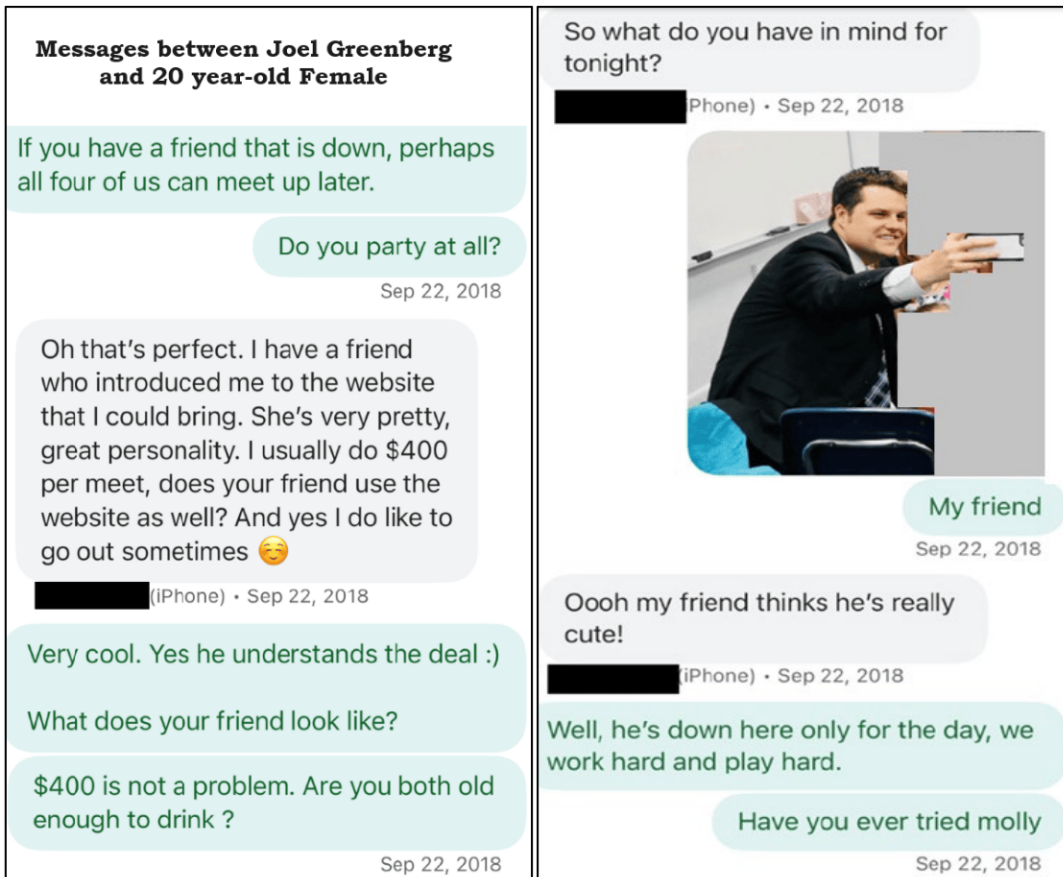 Messages between Joel Greenberg
and 20 year-old Female
If you have a friend that is down, perhaps
all four of us can meet up later.
Do you party at all?
Sep 22, 2018
Oh that's perfect. I have a friend
who introduced me to the website
that I could bring. She's very pretty,
great personality. I usually do $400
per meet, does your friend use the
website as well? And yes I do like to
go out sometimes ☺️
(iPhone) • Sep 22, 2018
Very cool. Yes he understands the deal :)
What does your friend look like?
$400 is not a problem. Are you both old
enough to drink ?
Sep 22, 2018
So what do you have in mind for
tonight?
iPhone) • Sep 22, 2018
My friend
Sep 22, 2018
Oooh my friend thinks he's really
cute!
(iPhone) • Sep 22, 2018
Well, he's down here only for the day, we
work hard and play hard.
Have you ever tried molly
Sep 22, 2018